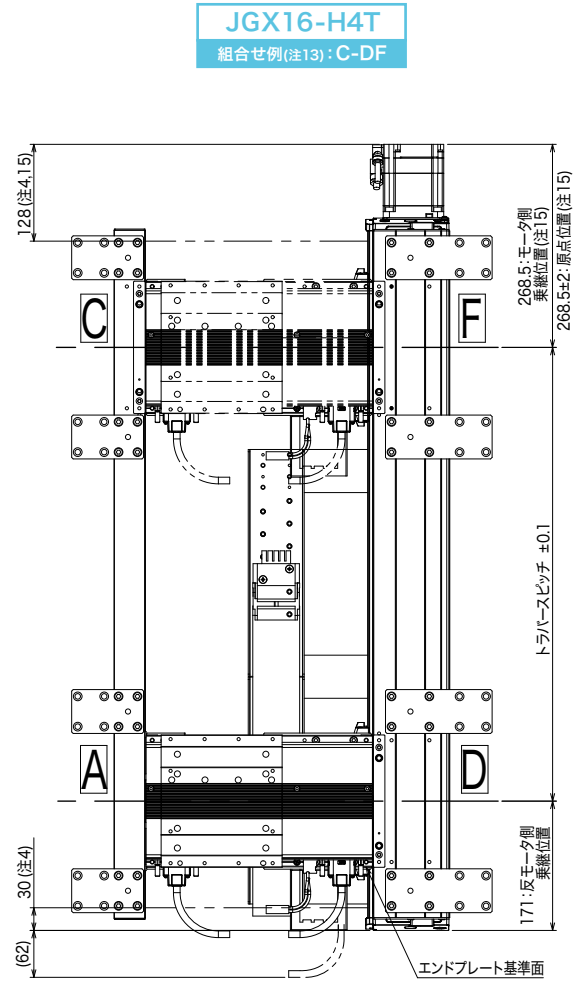 JGX16-H4T
組合せ例(注13):C-DF
128(注4,15)
268.5:モータ側
乗継位置(注15)
268.5±2:原点位置(注15)
C
F
トラバースピッチ ±0.1
A
D
30(注4)
171:反モータ側
乗継位置
(62)
エンドプレート基準面